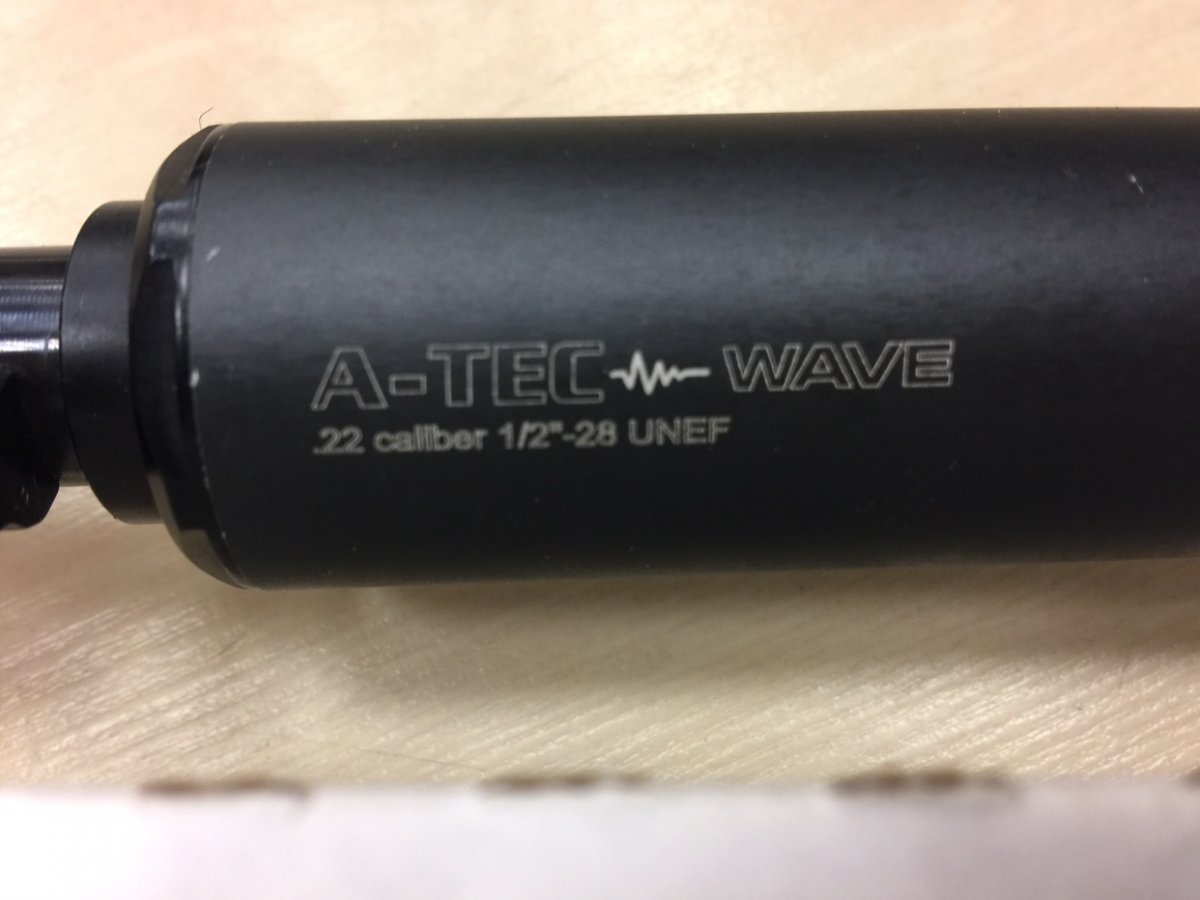 A-TEC WAVE
.22 caliber 1/2"-28 UNEF